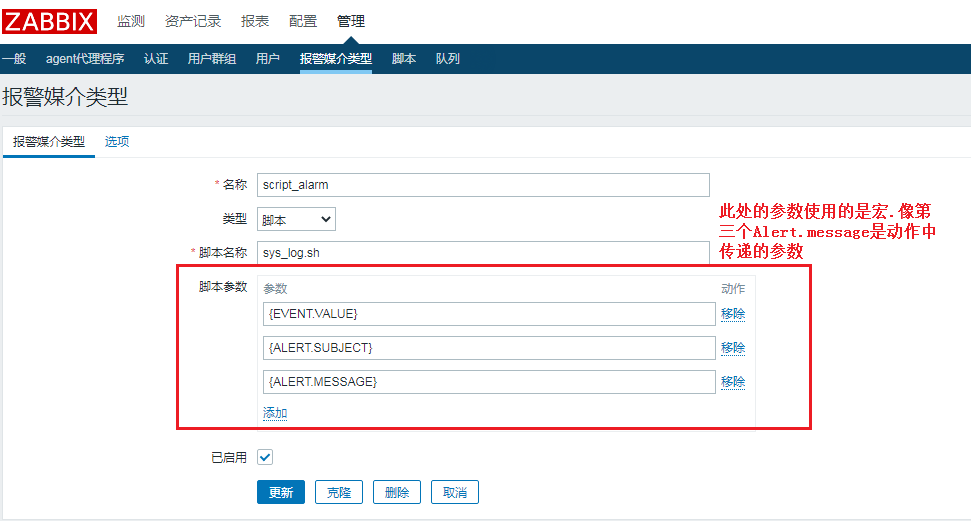 ZABBIX 监测 资产记录 报表 配置 管理
一般 agent代理程序 认证 用户群组 用户 报警媒介类型 脚本 队列
报警媒介类型
报警媒介类型 选项
* 名称 script_alarm
类型 脚本
* 脚本名称 sys_log.sh
此处的参数使用的是宏.像第
三个Alert.message是动作中
传递的参数
脚本参数 参数 动作
{EVENT.VALUE} 移除
{ALERT.SUBJECT} 移除
{ALERT.MESSAGE} 移除
添加
已启用
更新 克隆 删除 取消